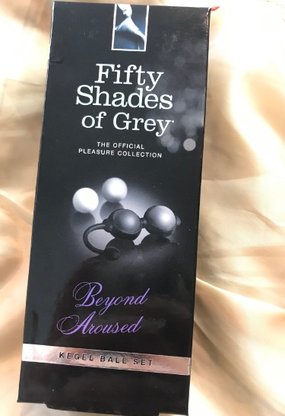 Fifty
Shades
of Grey
THE OFFICIAL
PLEASURE COLLECTION
Beyond
Aroused
KEGEL BALL SET